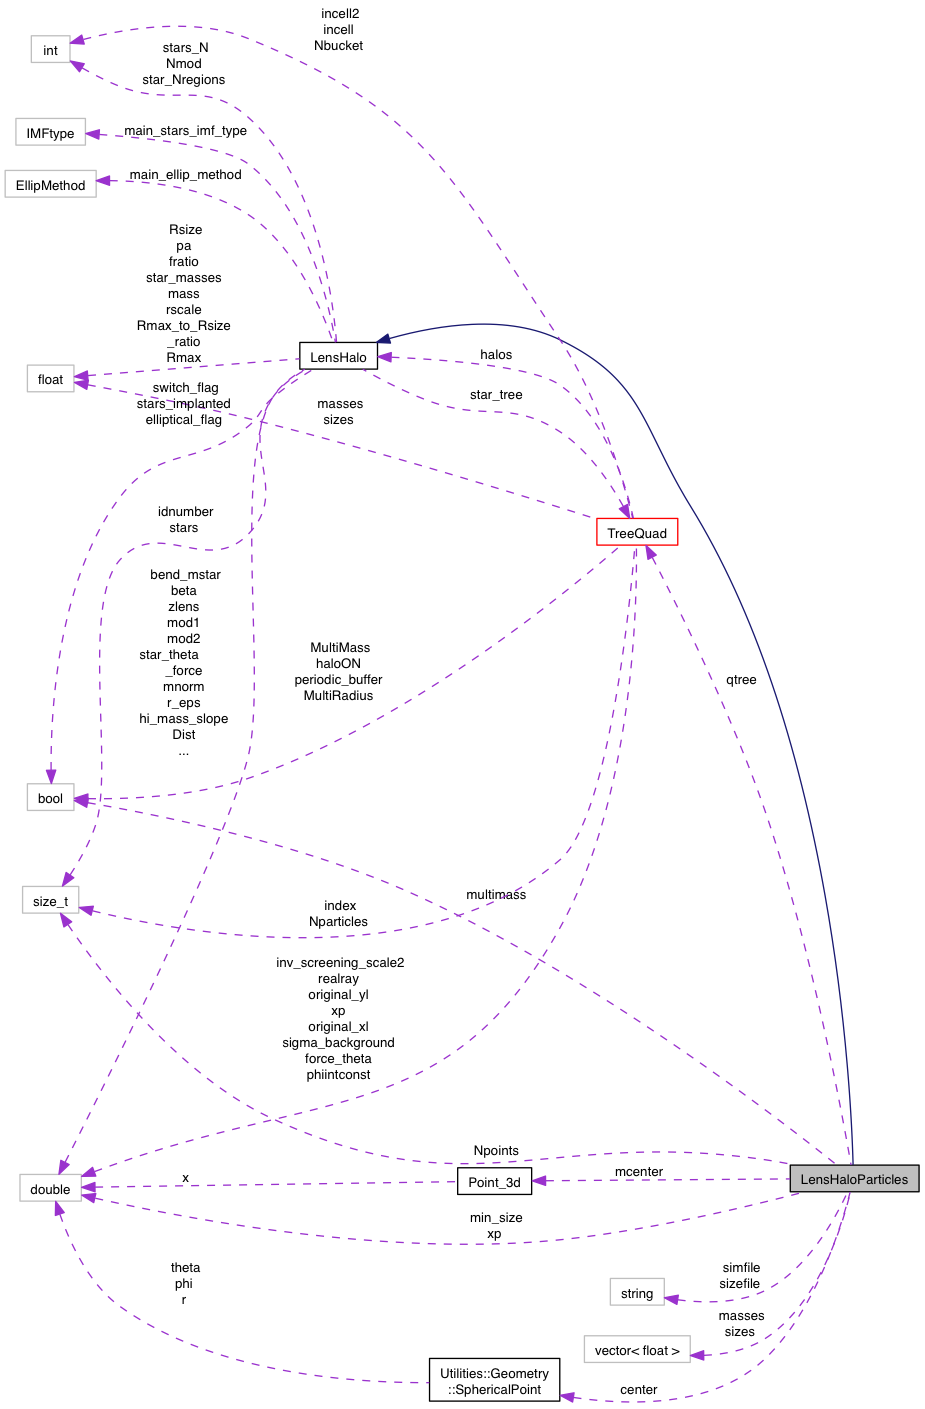 incell2
incell
Nbucket
int
stars_N
Nmod
star_Nregions
IMFtype
main_stars_imf_type
EllipMethod
main_ellip_method
Rsize
pa
fratio
star_masses
mass
rscale
Rmax_to_Rsize
_ratio
Rmax
LensHalo
halos
float
switch_flag
stars_implanted
elliptical_flag
masses
sizes
star_tree
idnumber
stars
TreeQuad
bend_mstar
beta
zlens
mod1
mod2
star_theta
_force
mnorm
r_eps
hi_mass_slope
Dist
...
MultiMass
haloON
periodic_buffer
MultiRadius
qtree
bool
size_t
index
Nparticles
multimass
inv_screening_scale2
realray
original_yl
xp
original_xl
sigma_background
force_theta
phiintconst
Npoints
double
x
Point_3d
mcenter
LensHaloParticles
min_size
xp
theta
phi
r
string
simfile
sizefile
masses
sizes
vector< float >
Utilities::Geometry
::SphericalPoint
center